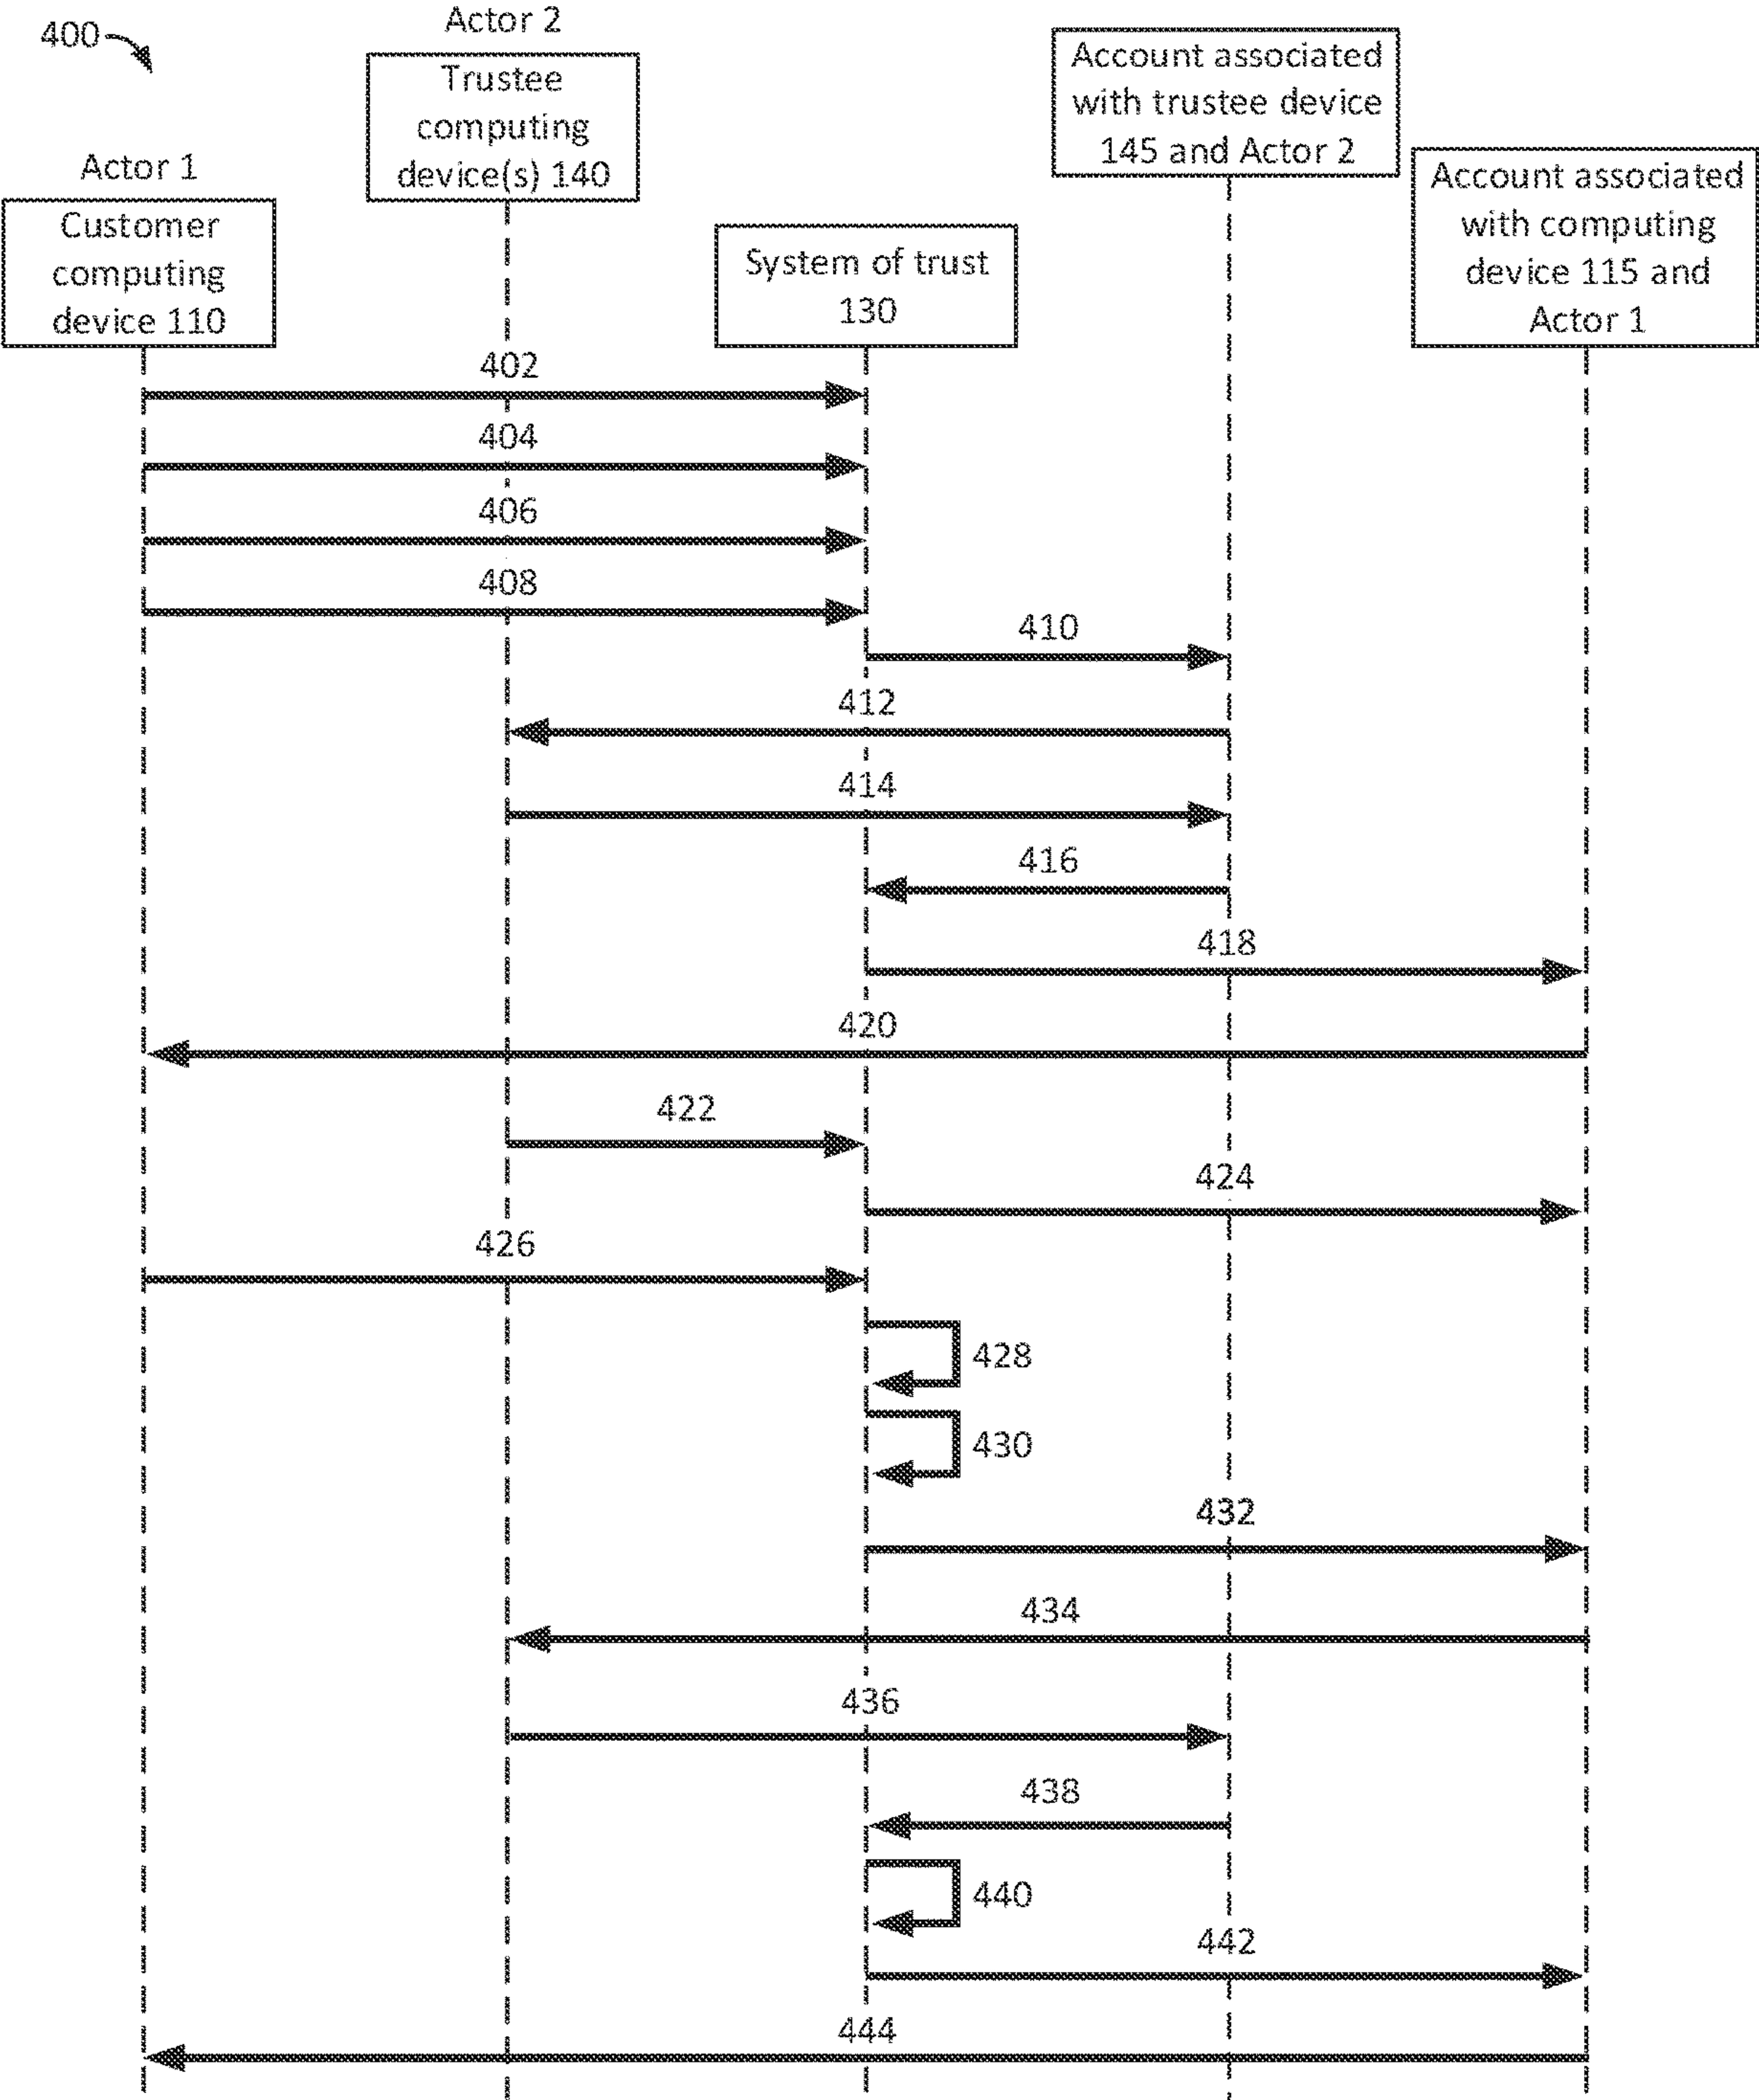 400
Actor 1
Customer
computing
device 110
Actor 2
Trustee
computing
device(s) 140
System of trust
130
Account associated
with trustee device
145 and Actor 2
Account associated
with computing
device 115 and
Actor 1
402
404
406
408
410
412
414
416
418
420
422
424
426
428
430
432
434
436
438
440
442
444